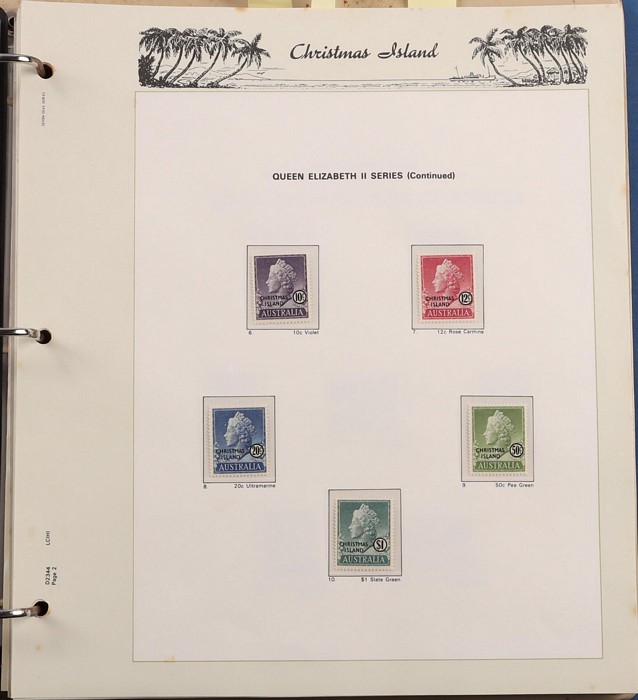 Christmas Island
QUEEN ELIZABETH II SERIES (Continued)
10c
CHRISTMAS
ISLAND
AUSTRALIA
6 10c Violet
12c
CHRISTMAS
ISLAND
AUSTRALIA
7 12c Rose Carmine
CHRISTMAS
ISLAND 20c
AUSTRALIA
8 20c Ultramarine
CHRISTMAS
ISLAND 50c
AUSTRALIA
9 50c Pea Green
CHRISTMAS
ISLAND $1
AUSTRALIA
10 $1 Slate Green
D2344 LCIHI
Page 2